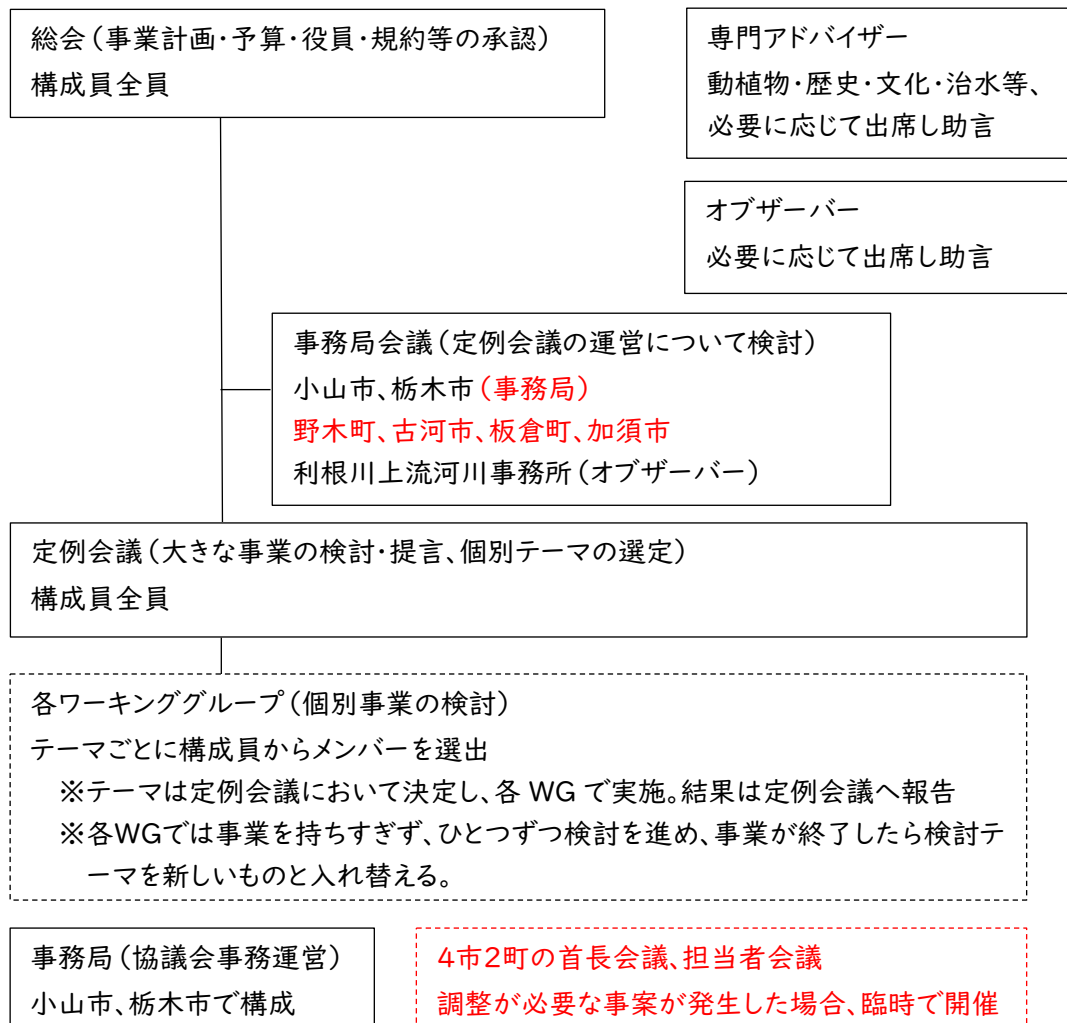 総会（事業計画・予算・役員・規約等の承認）
構成員全員
専門アドバイザー
動植物・歴史・文化・治水等、
必要に応じて出席し助言
オブザーバー
必要に応じて出席し助言
事務局会議（定例会議の運営について検討）
小山市、栃木市（事務局）
野木町、古河市、板倉町、加須市
利根川上流河川事務所（オブザーバー）
定例会議（大きな事業の検討・提言、個別テーマの選定）
構成員全員
各ワーキンググループ（個別事業の検討）
テーマごとに構成員からメンバーを選出
※テーマは定例会議において決定し、各 WG で実施。結果は定例会議へ報告
※各WGでは事業を持ちすぎず、ひとつずつ検討を進め、事業が終了したら検討テ
ーマを新しいものと入れ替える。
事務局（協議会事務運営）
小山市、栃木市で構成
4市2町の首長会議、担当者会議
調整が必要な事案が発生した場合、臨時で開催